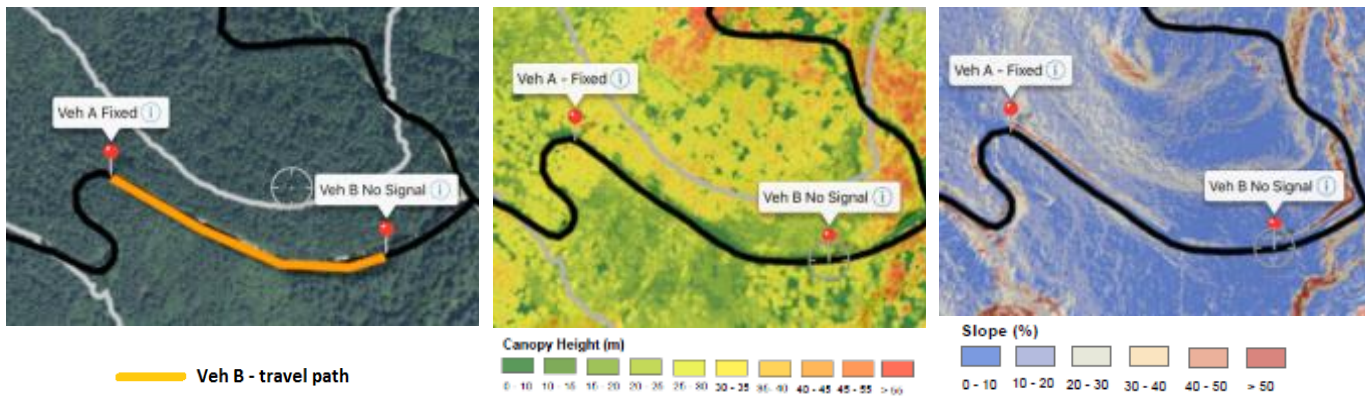 Veh A Fixed
Veh B No Signal
Veh B - travel path
Veh A - Fixed
Veh B No Signal
Canopy Height (m)
0 - 10 10 - 15 15 - 20 20 - 25 25 - 30 30 - 35 35 - 40 40 - 45 45 - 55 > 55
Veh A - Fixed
Veh B No Signal
Slope (%)
0 - 10 10 - 20 20 - 30 30 - 40 40 - 50 > 50